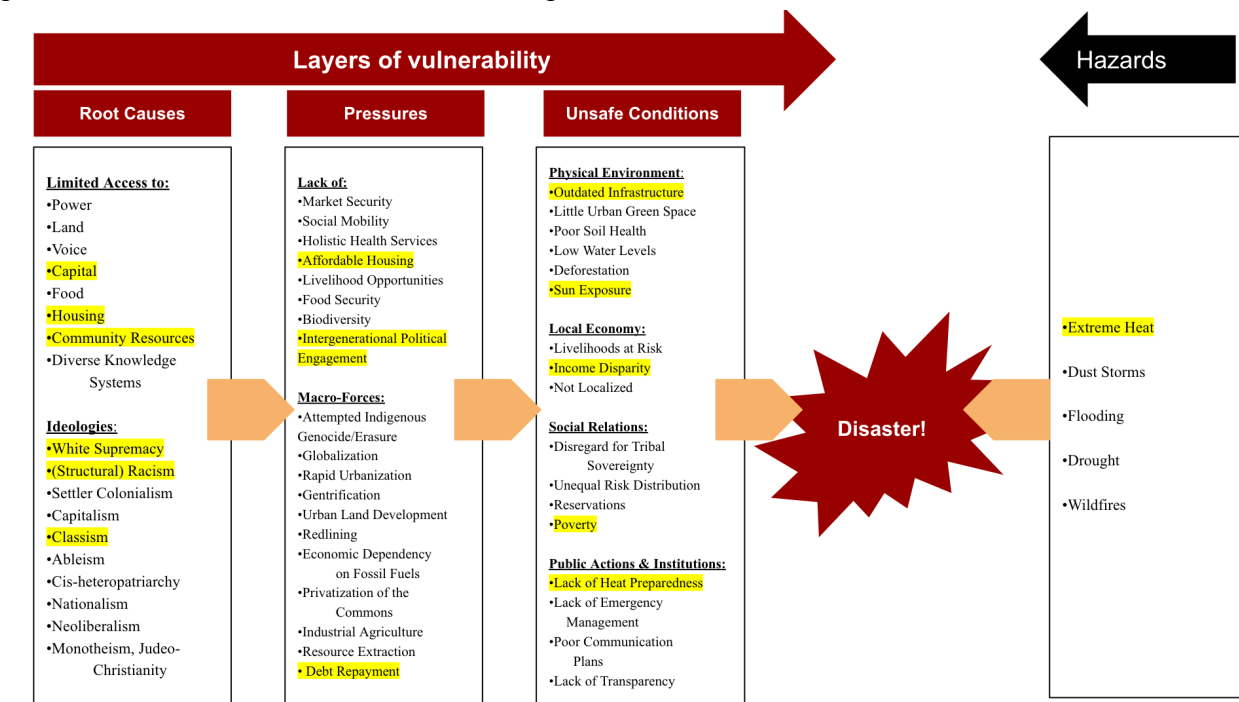 Layers of vulnerability
Hazards
Root Causes
Pressures
Unsafe Conditions
Limited Access to:
•Power
•Land
•Voice
•Capital
•Food
•Housing
•Community Resources
•Diverse Knowledge
Systems
Ideologies:
•White Supremacy
•(Structural) Racism
•Settler Colonialism
•Capitalism
•Classism
•Ableism
•Cis-heteropatriarchy
•Nationalism
•Neoliberalism
•Monotheism, Judeo-
Christianity
Lack of:
•Market Security
•Social Mobility
•Holistic Health Services
•Affordable Housing
•Livelihood Opportunities
•Food Security
•Biodiversity
•Intergenerational Political
Engagement
Macro-Forces:
•Attempted Indigenous
Genocide/Erasure
•Globalization
•Rapid Urbanization
•Gentrification
•Urban Land Development
•Redlining
•Economic Dependency
on Fossil Fuels
•Privatization of the
Commons
•Industrial Agriculture
•Resource Extraction
• Debt Repayment
Physical Environment:
•Outdated Infrastructure
•Little Urban Green Space
•Poor Soil Health
•Low Water Levels
•Deforestation
•Sun Exposure
Local Economy:
•Livelihoods at Risk
•Income Disparity
•Not Localized
Social Relations:
•Disregard for Tribal
Sovereignty
•Unequal Risk Distribution
•Reservations
•Poverty
Public Actions & Institutions:
•Lack of Heat Preparedness
•Lack of Emergency
Management
•Poor Communication
Plans
•Lack of Transparency
Disaster!
•Extreme Heat
•Dust Storms
•Flooding
•Drought
•Wildfires